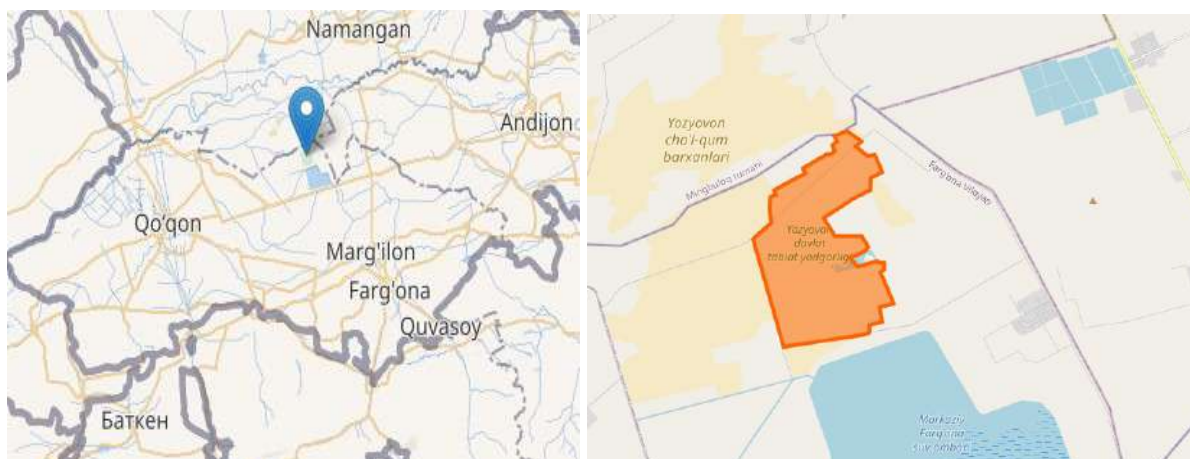 Namangan
Andijon
Qo'qon
Marg'ilon
Farg'ona
Quvasoy
Баткен
Yozyovon
cho'l-qum
barxanlari
Mingbuloq tumani
Farg'ona viloyati
Yozyovon
davlat
tabiat yodgorligi
Markaziy
Farg'ona
suv ombori